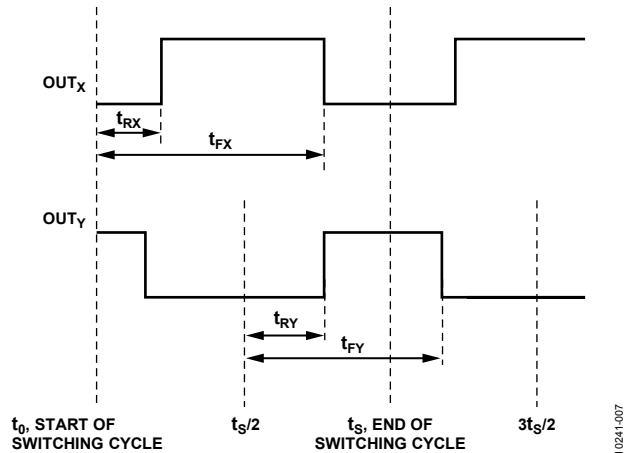 OUTX
tRX
tFX
OUTY
tRY
tFY
t0, START OF
SWITCHING CYCLE
tS/2
tS, END OF
SWITCHING CYCLE
3tS/2
10241-007